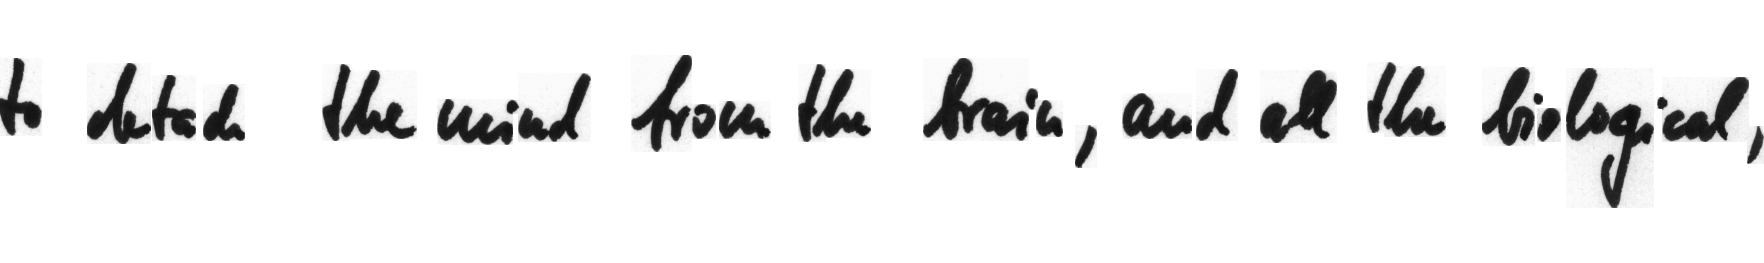 to detach the mind from the brain, and all the biological,